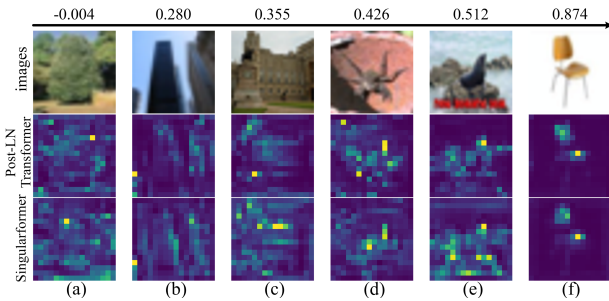 -0.004 0.280 0.355 0.426 0.512 0.874
images
Post-LN
Transformer
Singularformer
(a) (b) (c) (d) (e) (f)